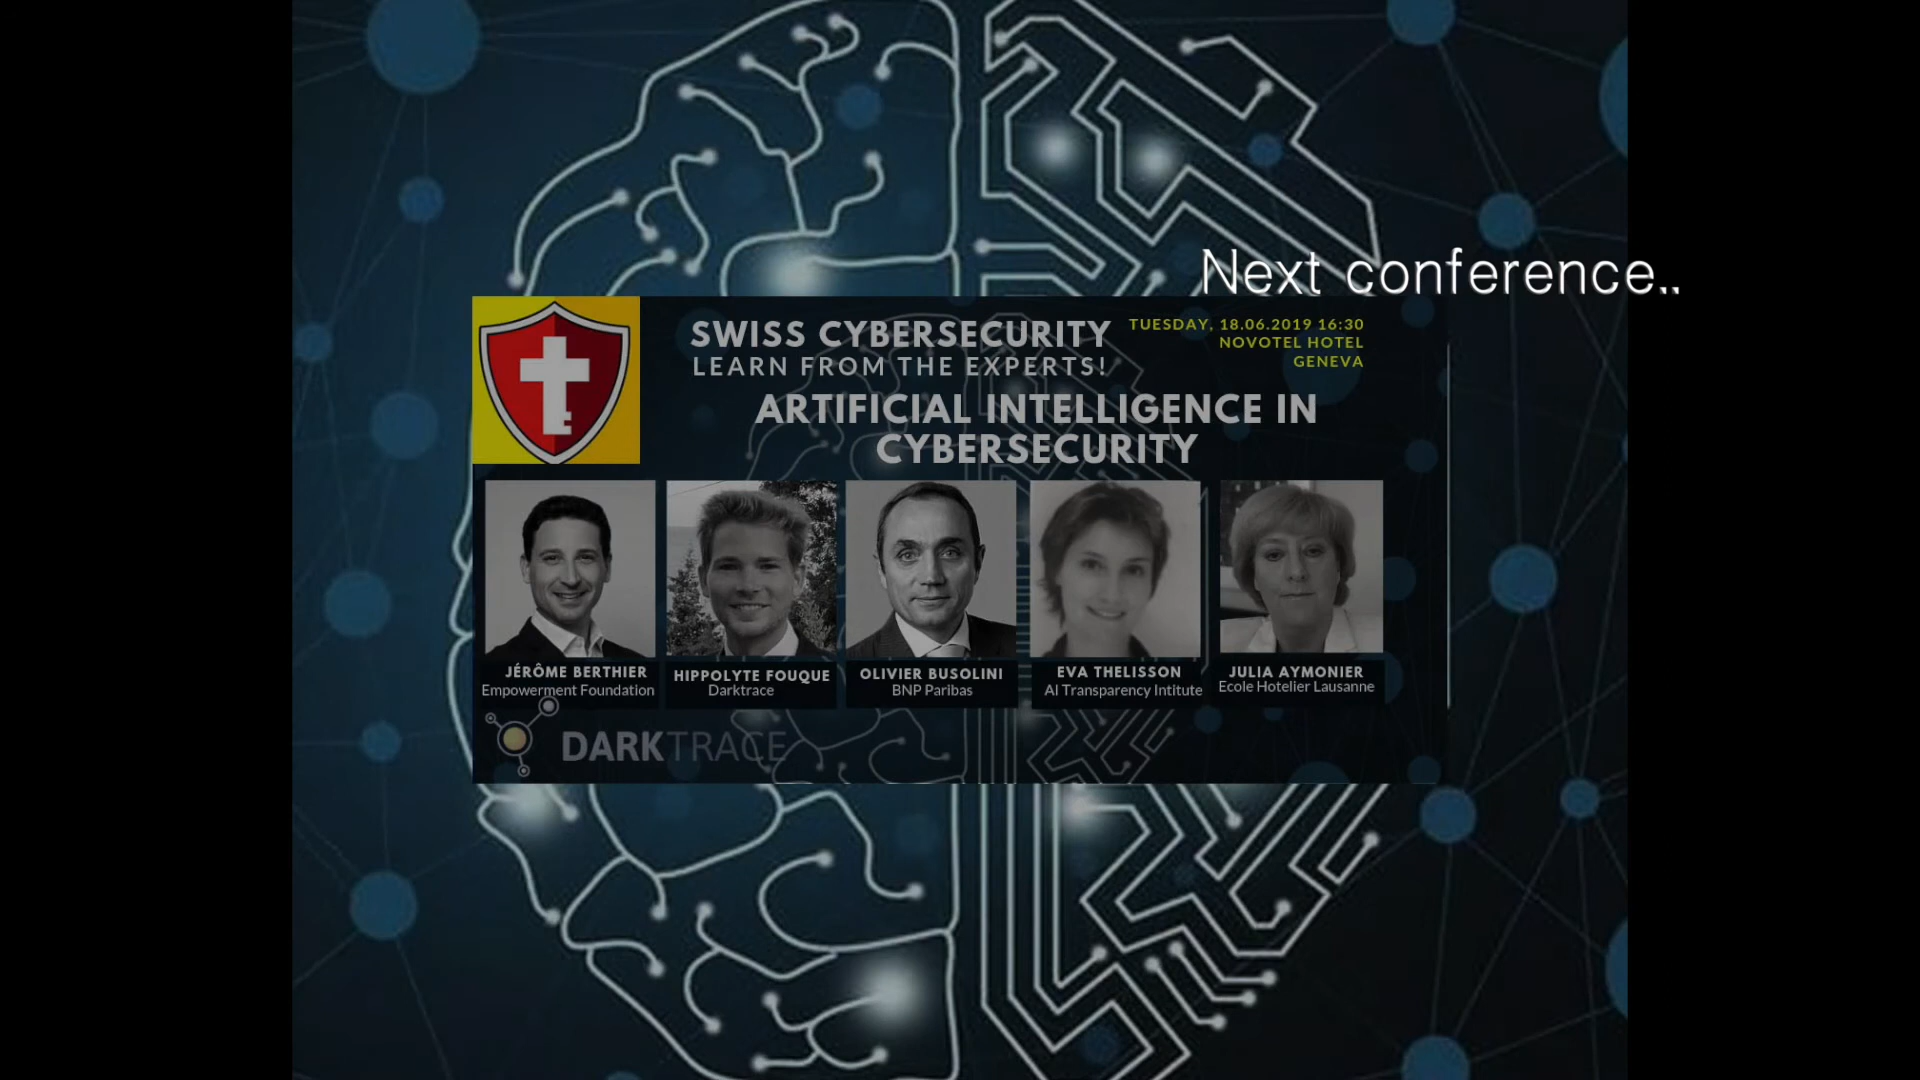 Next conference..
SWISS CYBERSECURITY
LEARN FROM THE EXPERTS!
TUESDAY, 18.06.2019 16:30
NOVOTEL HOTEL
GENEVA
ARTIFICIAL INTELLIGENCE IN
CYBERSECURITY
JÉRÔME BERTHIER
Empowerment Foundation
HIPPOLYTE FOUQUE
Darktrace
OLIVIER BUSOLINI
BNP Paribas
EVA THELISSON
AI Transparency Intitute
JULIA AYMONIER
Ecole Hotelier Lausanne
DARKTRACE